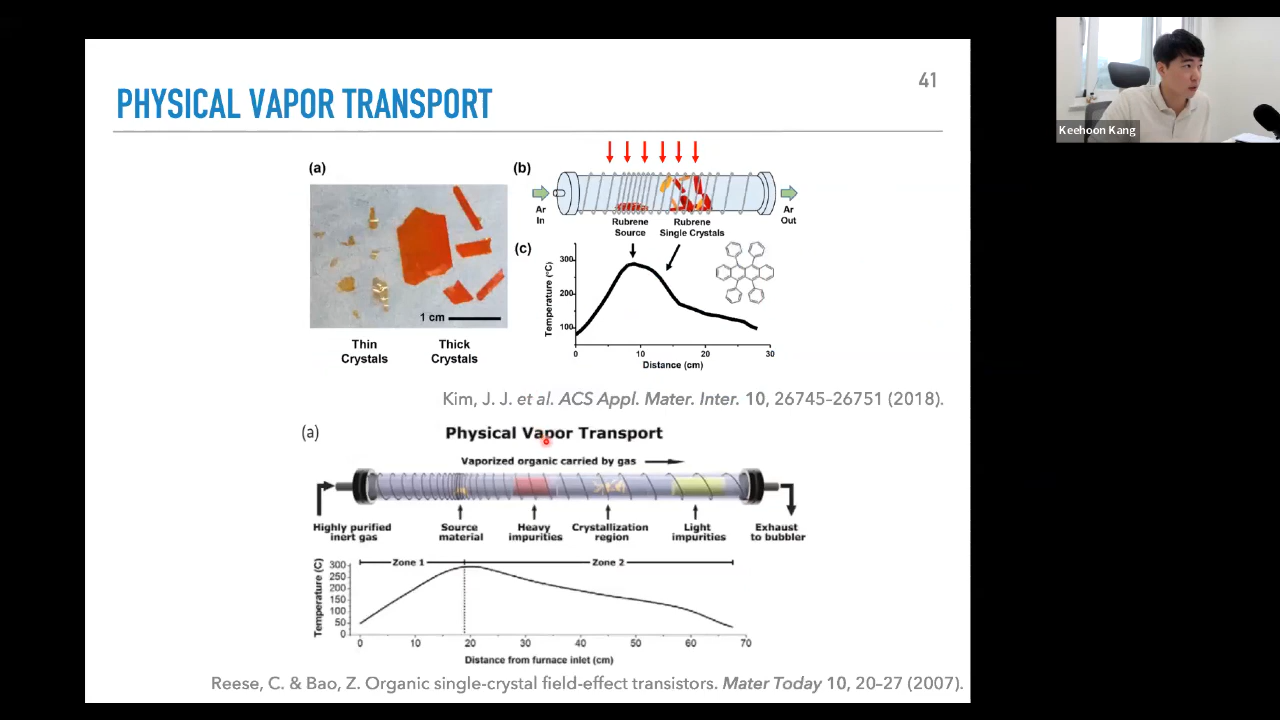 PHYSICAL VAPOR TRANSPORT
41
Keehoon Kang
(a)
1 cm
Thin
Crystals
Thick
Crystals
(b)
Ar
In
Rubrene
Source
Rubrene
Single Crystals
Ar
Out
(c)
Temperature (°C)
300
200
100
0
10
20
30
Distance (cm)
Kim, J. J. et al. ACS Appl. Mater. Inter. 10, 26745–26751 (2018).
(a)
Physical Vapor Transport
Vaporized organic carried by gas
Highly purified
inert gas
Source
material
Heavy
impurities
Crystallization
region
Light
impurities
Exhaust
to bubbler
Zone 1
Zone 2
Temperature (C)
300
250
200
150
100
50
0
0
10
20
30
40
50
60
70
Distance from furnace inlet (cm)
Reese, C. & Bao, Z. Organic single-crystal field-effect transistors. Mater Today 10, 20–27 (2007).